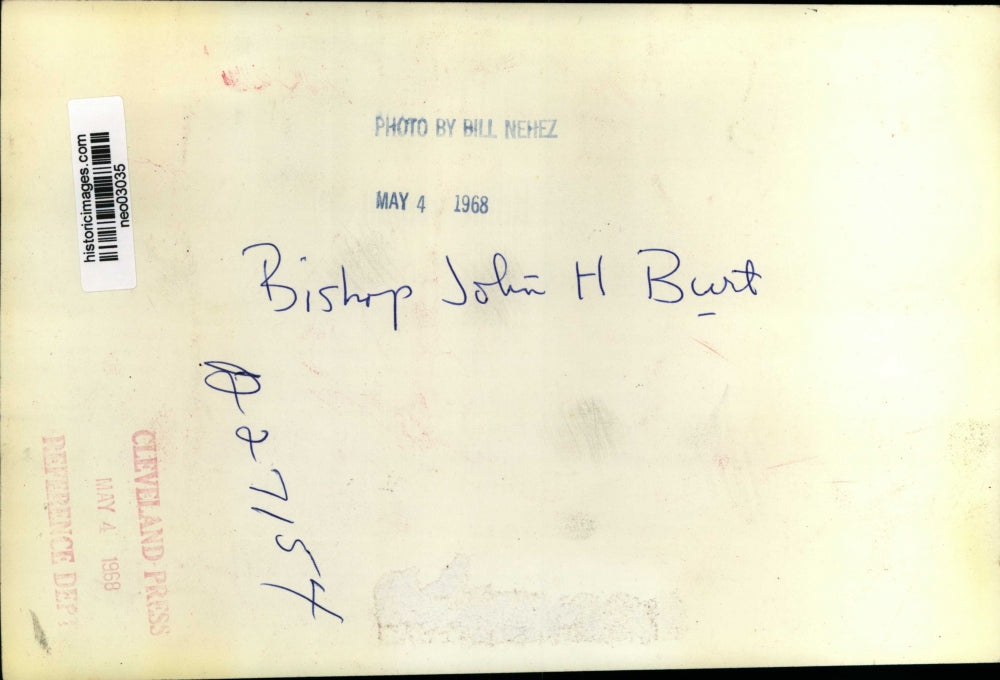 historicimages.com
neo03035
PHOTO BY BILL NEHEZ
MAY 4 1968
Bishop John H Burt
CLEVELAND PRESS
MAY 4 1968
REFERENCE DEPT
7154